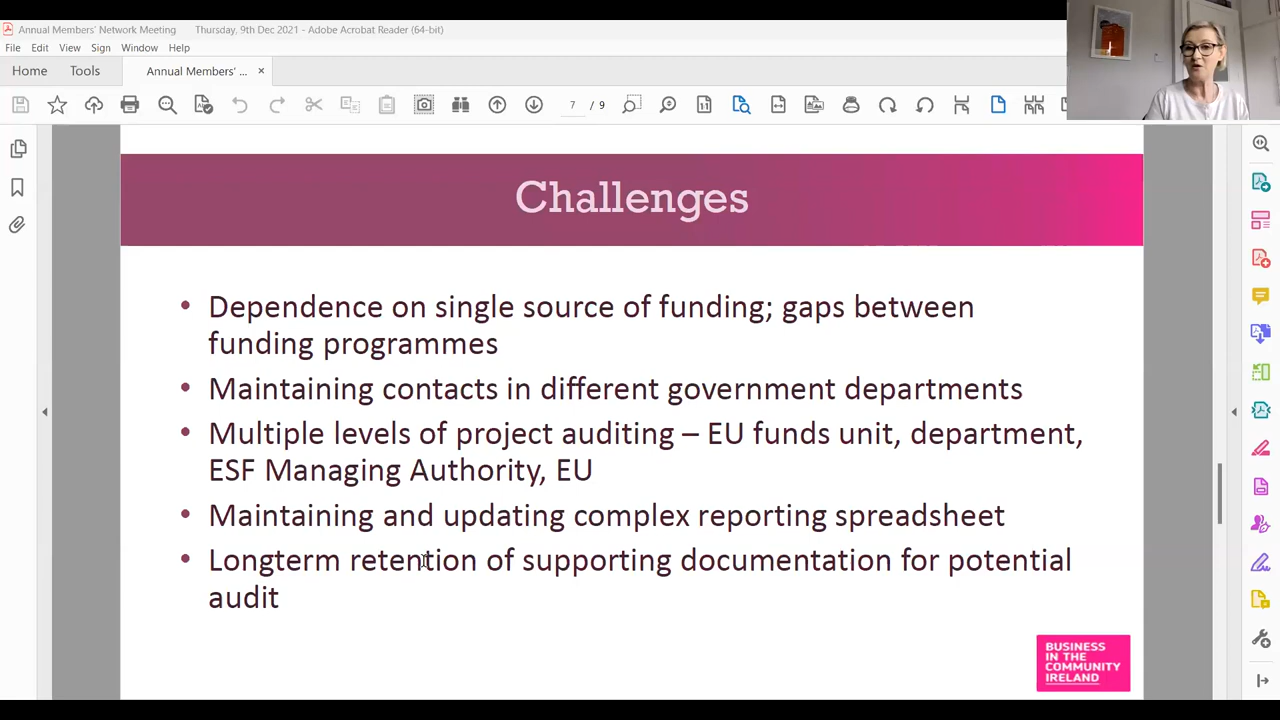 Annual Members' Network Meeting Thursday, 9th Dec 2021 - Adobe Acrobat Reader (64-bit)
File Edit View Sign Window Help
Home Tools Annual Members' ... ×
7 / 9
Challenges
• Dependence on single source of funding; gaps between
funding programmes
• Maintaining contacts in different government departments
• Multiple levels of project auditing – EU funds unit, department,
ESF Managing Authority, EU
• Maintaining and updating complex reporting spreadsheet
• Longterm retention of supporting documentation for potential
audit
BUSINESS
IN THE
COMMUNITY
IRELAND